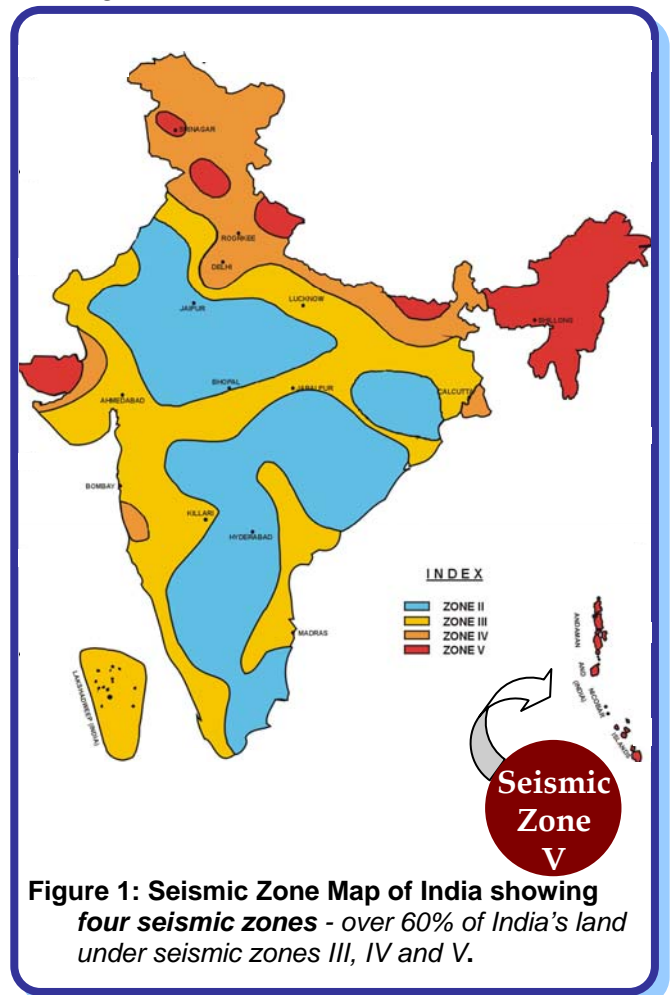 SRINAGAR
ROORKEE
DELHI
LUCKNOW
JAIPUR
SHILLONG
BHOPAL
JABALPUR
CALCUTTA
AHMEDABAD
BOMBAY
KILLARI
HYDERABAD
INDEX
ZONE II
ZONE III
ZONE IV
ZONE V
MADRAS
ANDAMAN
AND
NICOBAR
ISLANDS
(INDIA)
LAKSHADWEEP (INDIA)
Seismic
Zone
V
Figure 1: Seismic Zone Map of India showing
four seismic zones - over 60% of India’s land
under seismic zones III, IV and V.